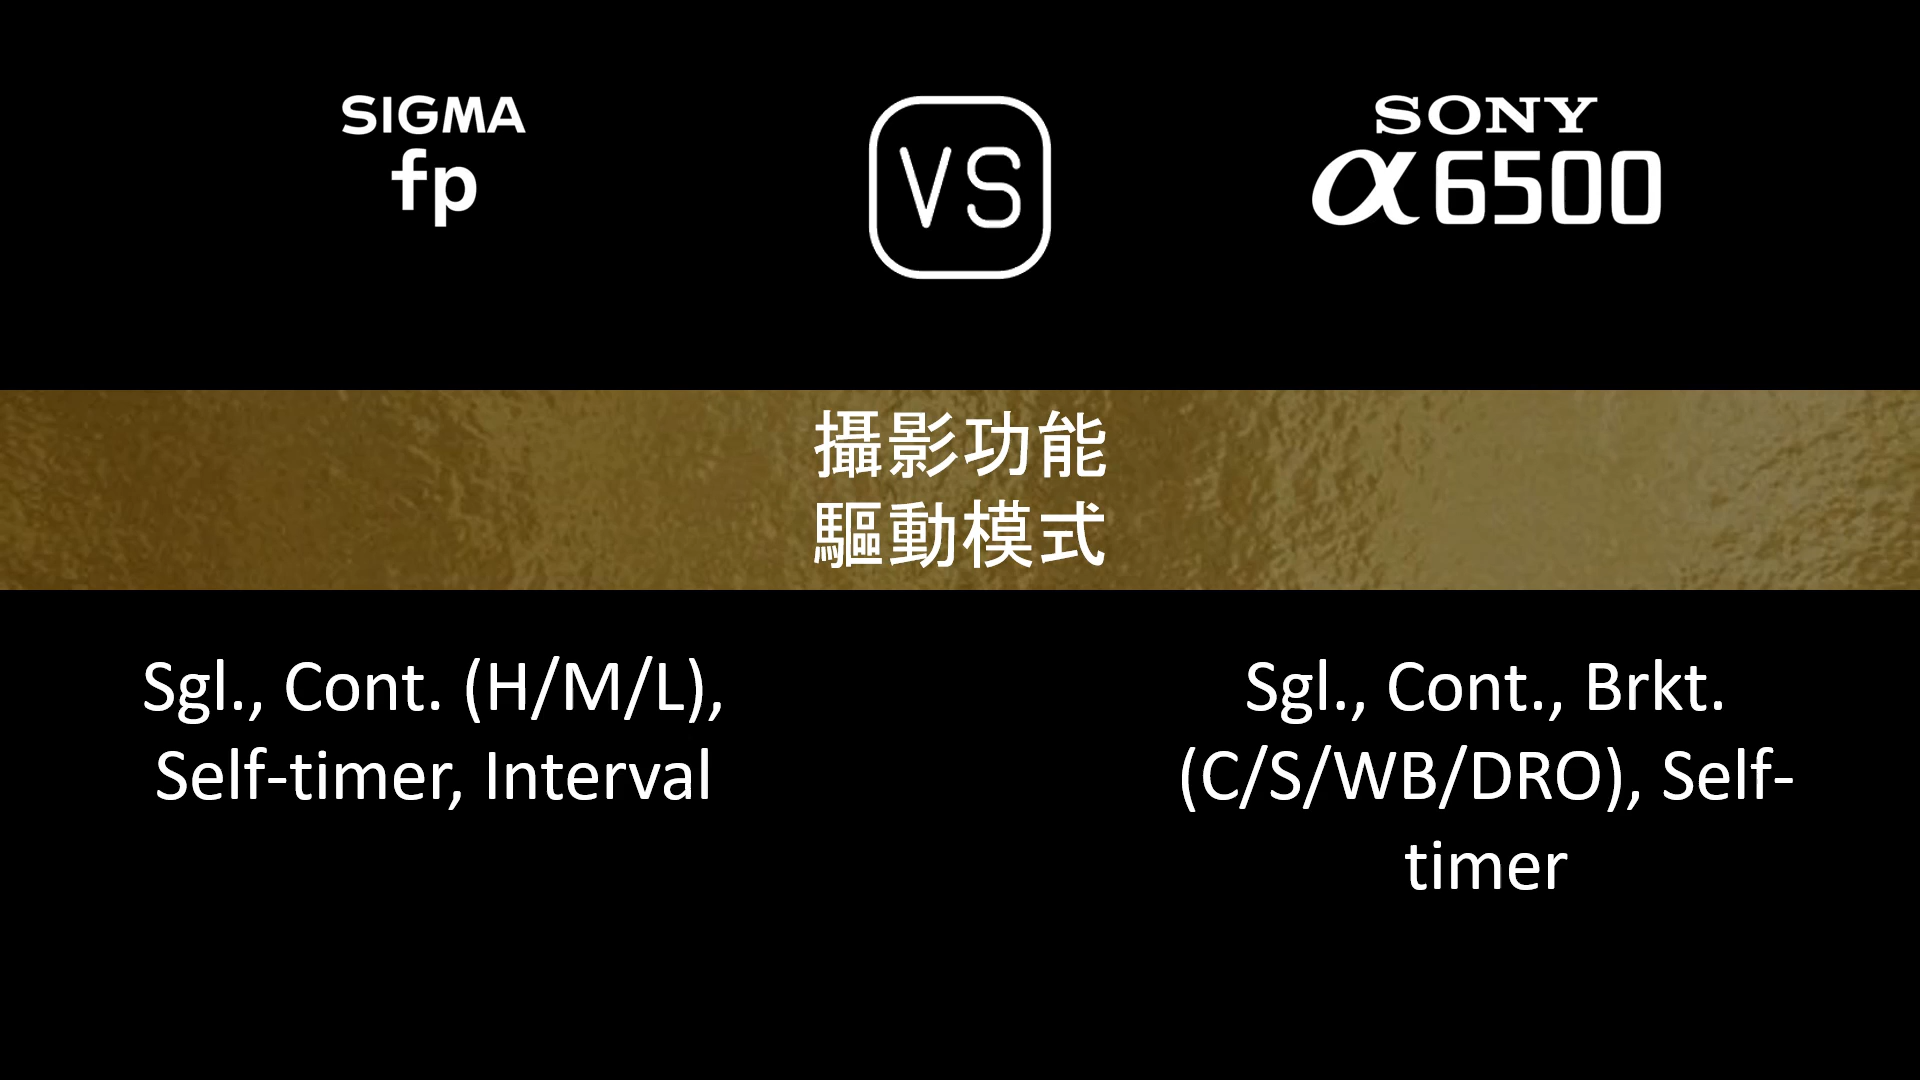 SIGMA
fp
VS
SONY
α6500
攝影功能
驅動模式
Sgl., Cont. (H/M/L),
Self-timer, Interval
Sgl., Cont., Brkt.
(C/S/WB/DRO), Self-
timer